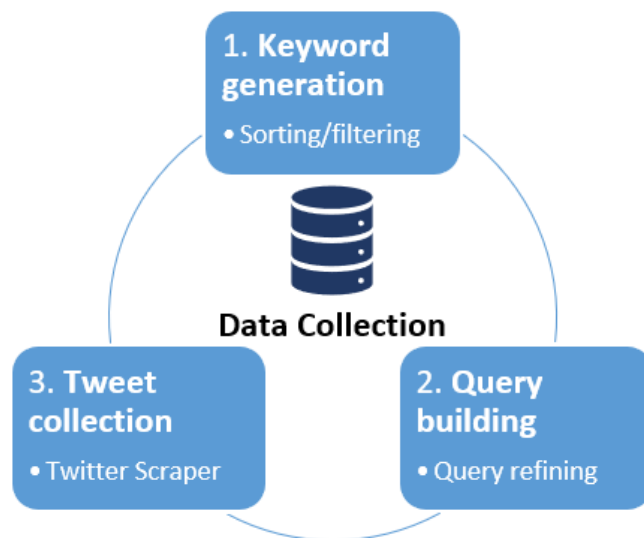 1. Keyword
generation
• Sorting/filtering
Data Collection
3. Tweet
collection
• Twitter Scraper
2. Query
building
• Query refining